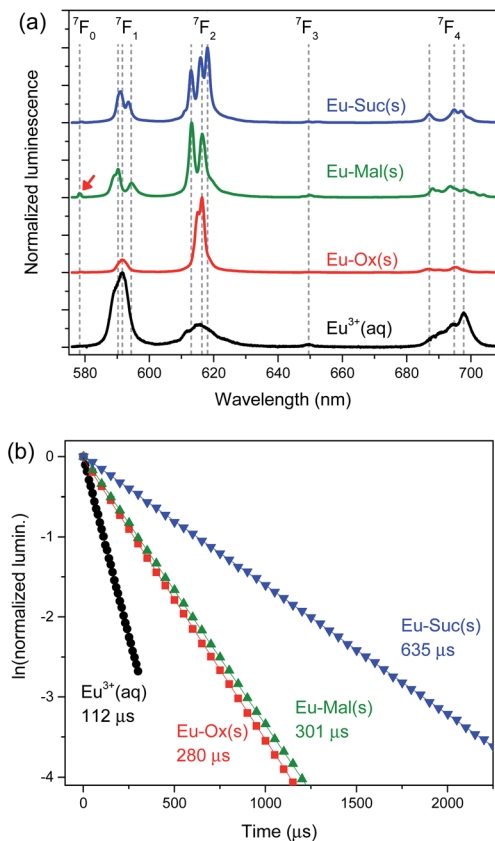 (a)
⁷F₀ ⁷F₁ ⁷F₂ ⁷F₃ ⁷F₄
Normalized luminescence
Eu-Suc(s)
Eu-Mal(s)
Eu-Ox(s)
Eu³⁺(aq)
580 600 620 640 660 680 700
Wavelength (nm)
(b)
0
-1
-2
-3
-4
ln(normalized lumin.)
Eu-Suc(s)
635 μs
Eu³⁺(aq)
112 μs
Eu-Mal(s)
301 μs
Eu-Ox(s)
280 μs
0 500 1000 1500 2000
Time (μs)